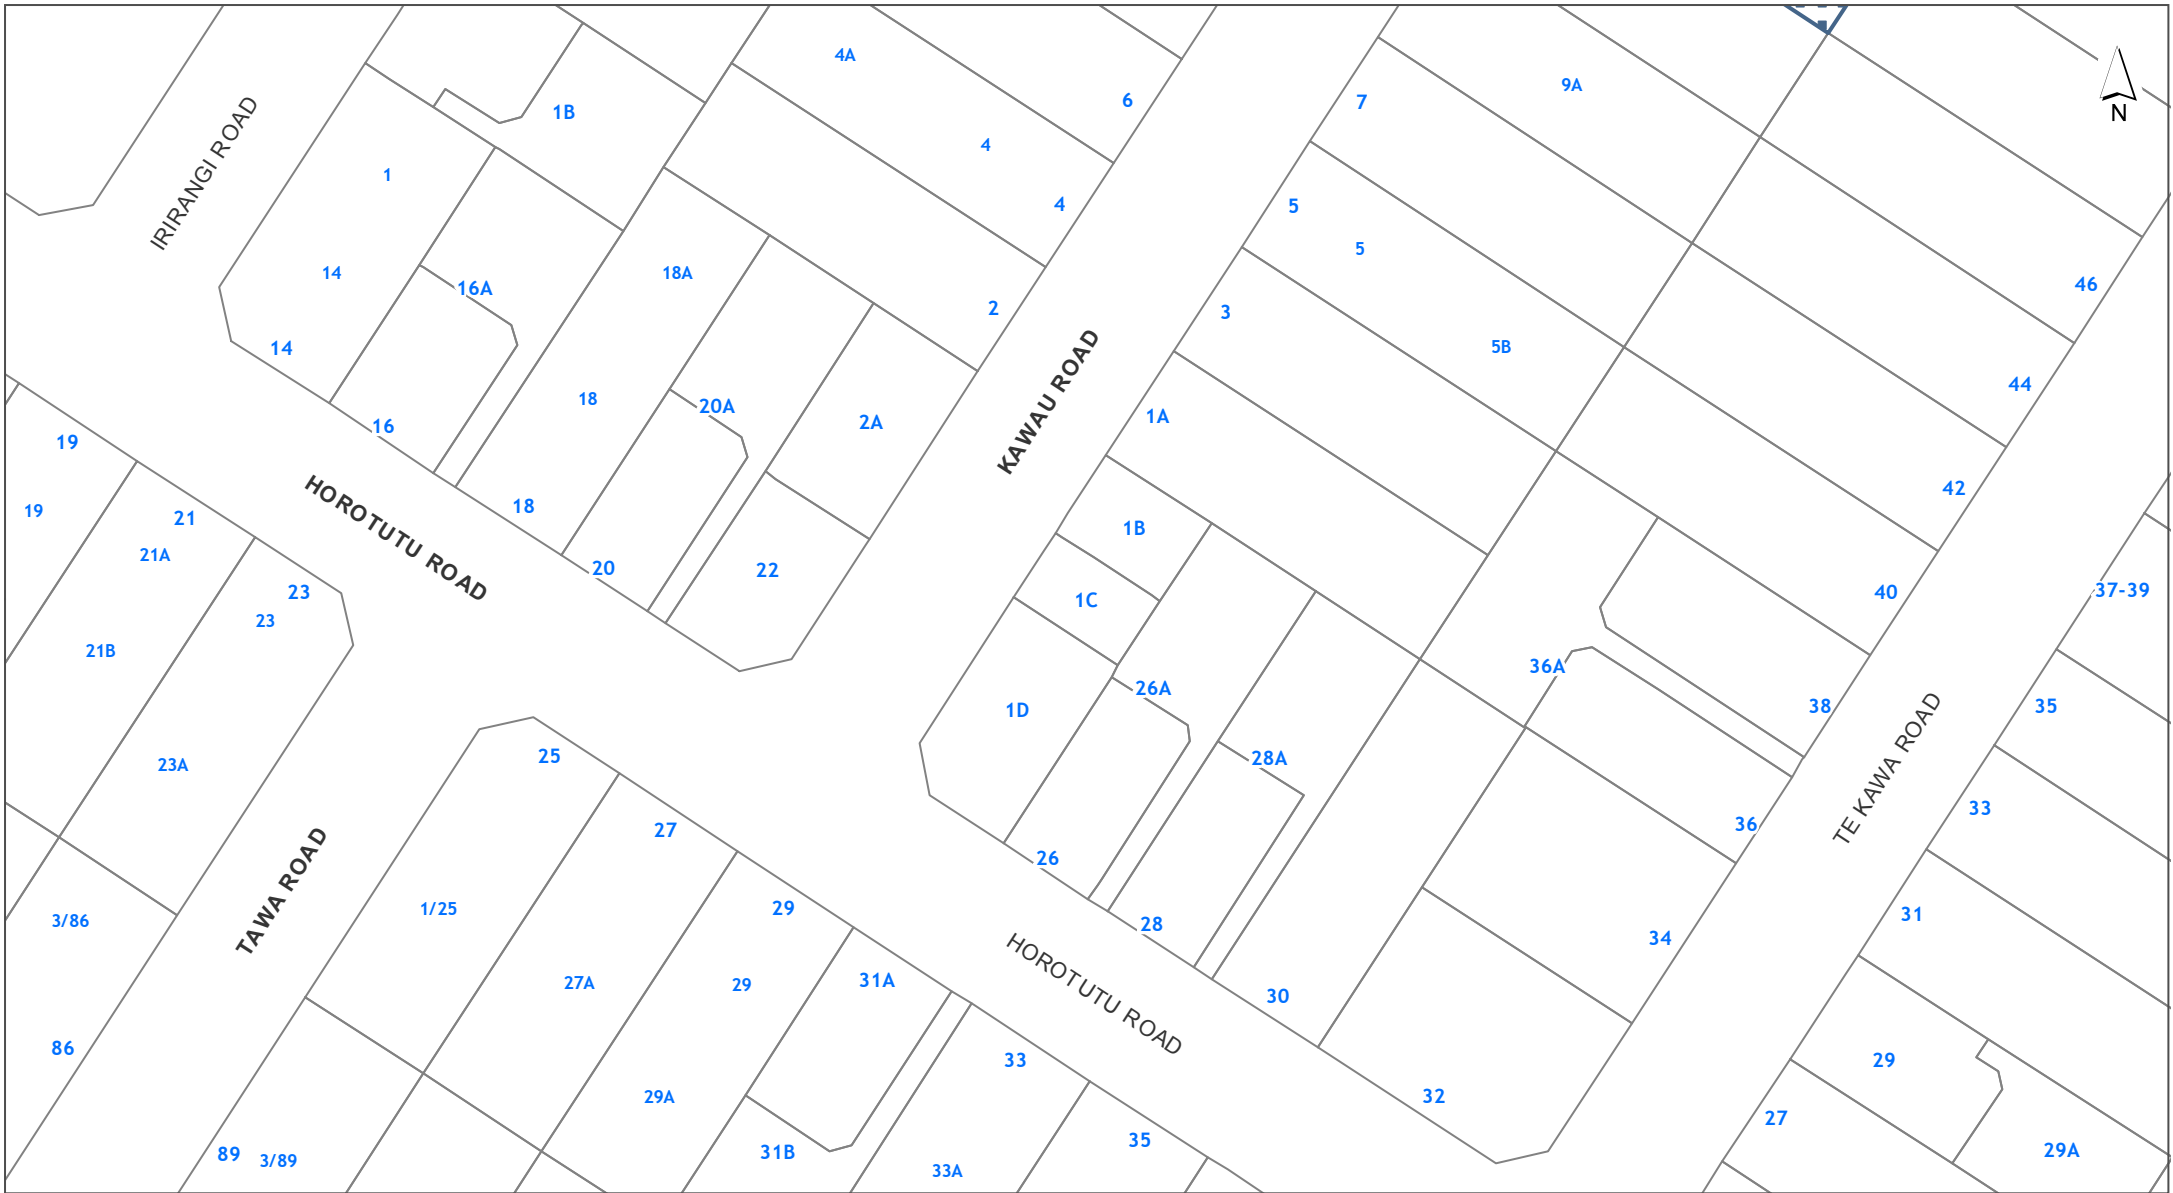 4A
6
7
9A
N
1B
1
4
4
5
5
IRIRANGI ROAD
14
16A
18A
2
3
46
14
5B
44
16
18
20A
2A
KAWAU ROAD
1A
42
19
19
21
21A
HOROTUTU ROAD
18
20
22
1B
1C
40
37-39
23
23
21B
26A
36A
38
35
1D
25
23A
27
28A
36
33
TE KAWA ROAD
26
TAWA ROAD
3/86
1/25
29
28
34
31
27A
29
31A
HOROTUTU ROAD
30
86
29A
33
32
29
27
89
3/89
31B
33A
35
29A